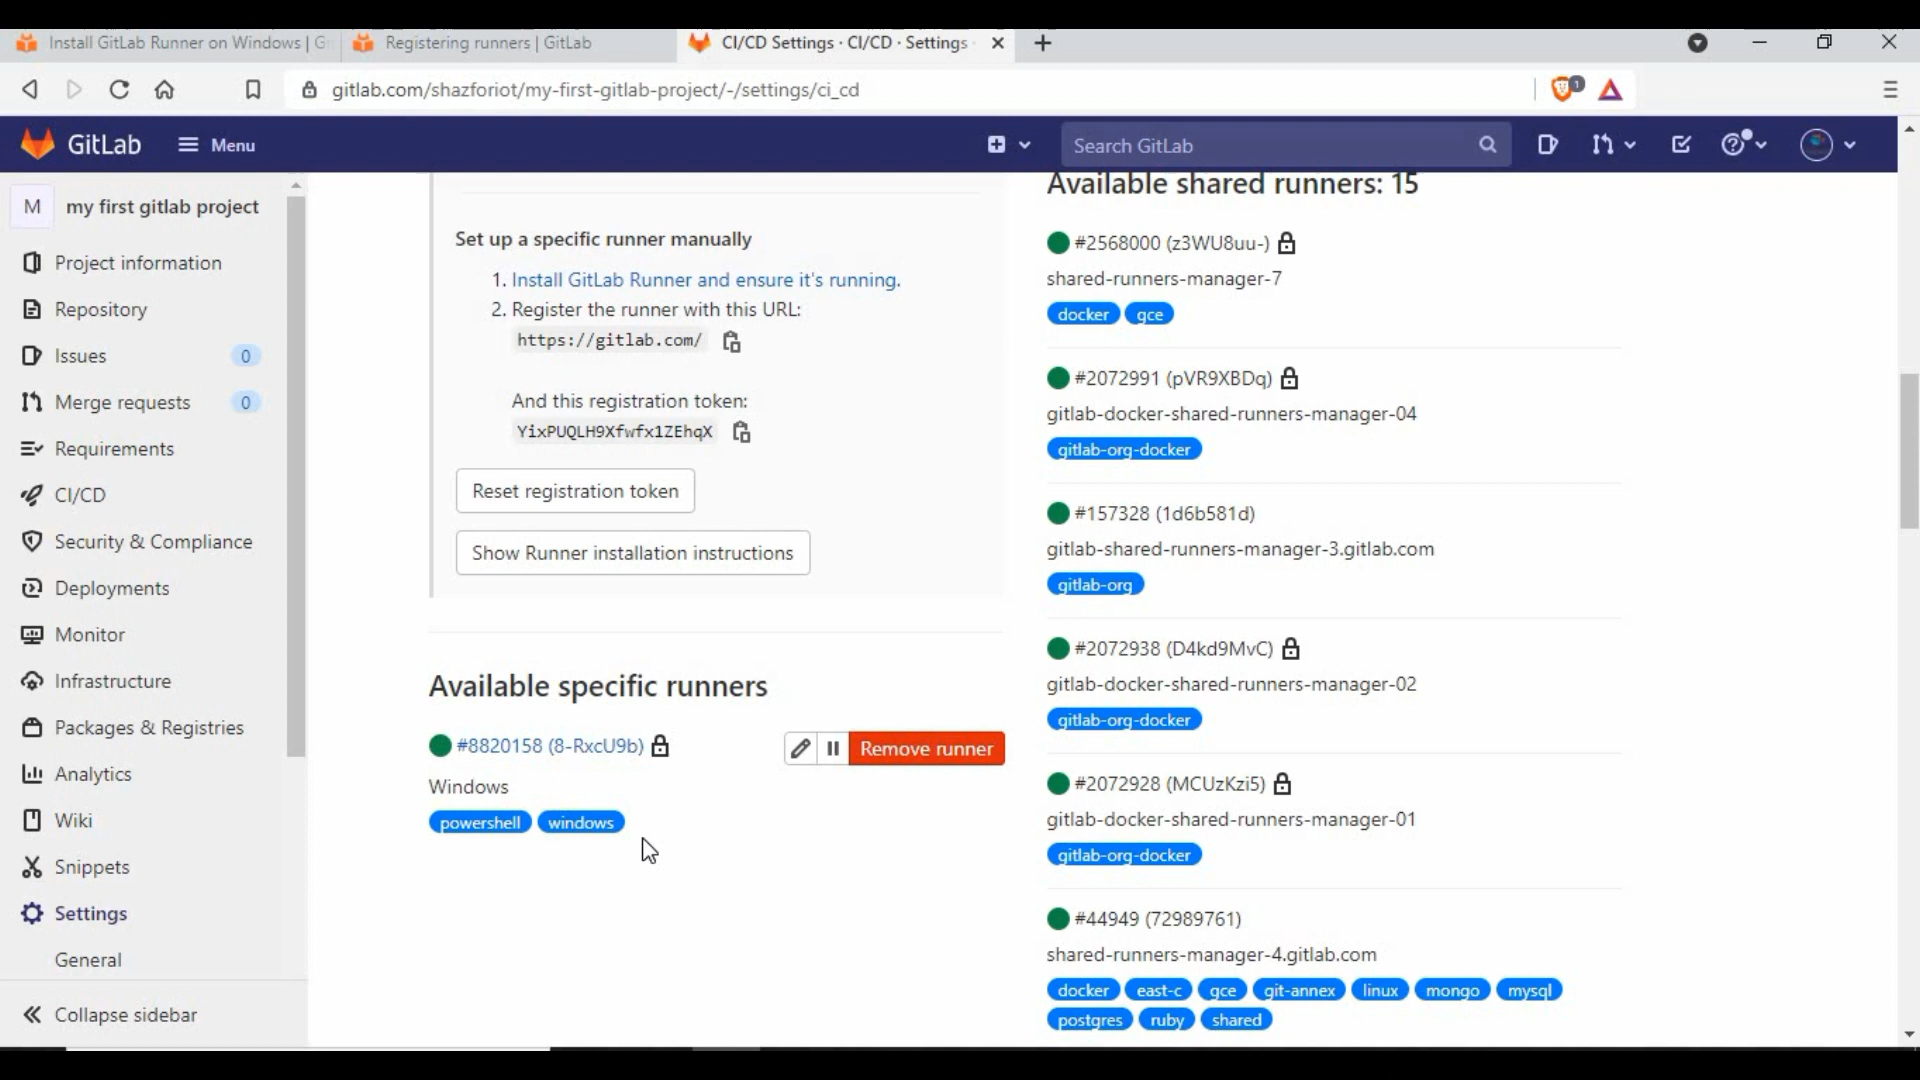 Install GitLab Runner on Windows | G
Registering runners | GitLab
CI/CD Settings · CI/CD · Settings
gitlab.com/shazforiot/my-first-gitlab-project/-/settings/ci_cd
1
GitLab
Menu
Search GitLab
M
my first gitlab project
Project information
Repository
Issues 0
Merge requests 0
Requirements
CI/CD
Security & Compliance
Deployments
Monitor
Infrastructure
Packages & Registries
Analytics
Wiki
Snippets
Settings
General
Collapse sidebar
Set up a specific runner manually
1. Install GitLab Runner and ensure it's running.
2. Register the runner with this URL:
https://gitlab.com/
And this registration token:
YixPUQLH9Xfwfx1ZEhqX
Reset registration token
Show Runner installation instructions
Available specific runners
#8820158 (8-RxcU9b)
Remove runner
Windows
powershell windows
Available shared runners: 15
#2568000 (z3WU8uu-)
shared-runners-manager-7
docker gce
#2072991 (pVR9XBDq)
gitlab-docker-shared-runners-manager-04
gitlab-org-docker
#157328 (1d6b581d)
gitlab-shared-runners-manager-3.gitlab.com
gitlab-org
#2072938 (D4kd9MvC)
gitlab-docker-shared-runners-manager-02
gitlab-org-docker
#2072928 (MCUzKzi5)
gitlab-docker-shared-runners-manager-01
gitlab-org-docker
#44949 (72989761)
shared-runners-manager-4.gitlab.com
docker east-c gce git-annex linux mongo mysql
postgres ruby shared